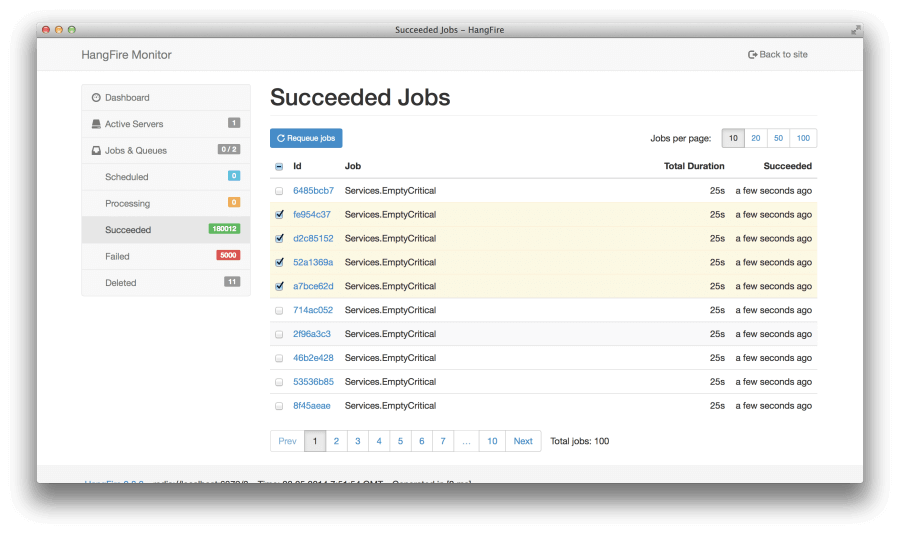 Succeeded Jobs – HangFire
HangFire Monitor
Back to site
Dashboard
Active Servers 1
Jobs & Queues 0 / 2
Scheduled 0
Processing 0
Succeeded 180012
Failed 5000
Deleted 11
Succeeded Jobs
Requeue jobs
Jobs per page: 10 20 50 100
Id Job Total Duration Succeeded
6485bcb7 Services.EmptyCritical 25s a few seconds ago
fe954c37 Services.EmptyCritical 25s a few seconds ago
d2c85152 Services.EmptyCritical 25s a few seconds ago
52a1369a Services.EmptyCritical 25s a few seconds ago
a7bce62d Services.EmptyCritical 25s a few seconds ago
714ac052 Services.EmptyCritical 25s a few seconds ago
2f96a3c3 Services.EmptyCritical 25s a few seconds ago
46b2e428 Services.EmptyCritical 25s a few seconds ago
53536b85 Services.EmptyCritical 25s a few seconds ago
8f45aeae Services.EmptyCritical 25s a few seconds ago
Prev 1 2 3 4 5 6 7 … 10 Next Total jobs: 100
HangFire Time: GMT Generated in